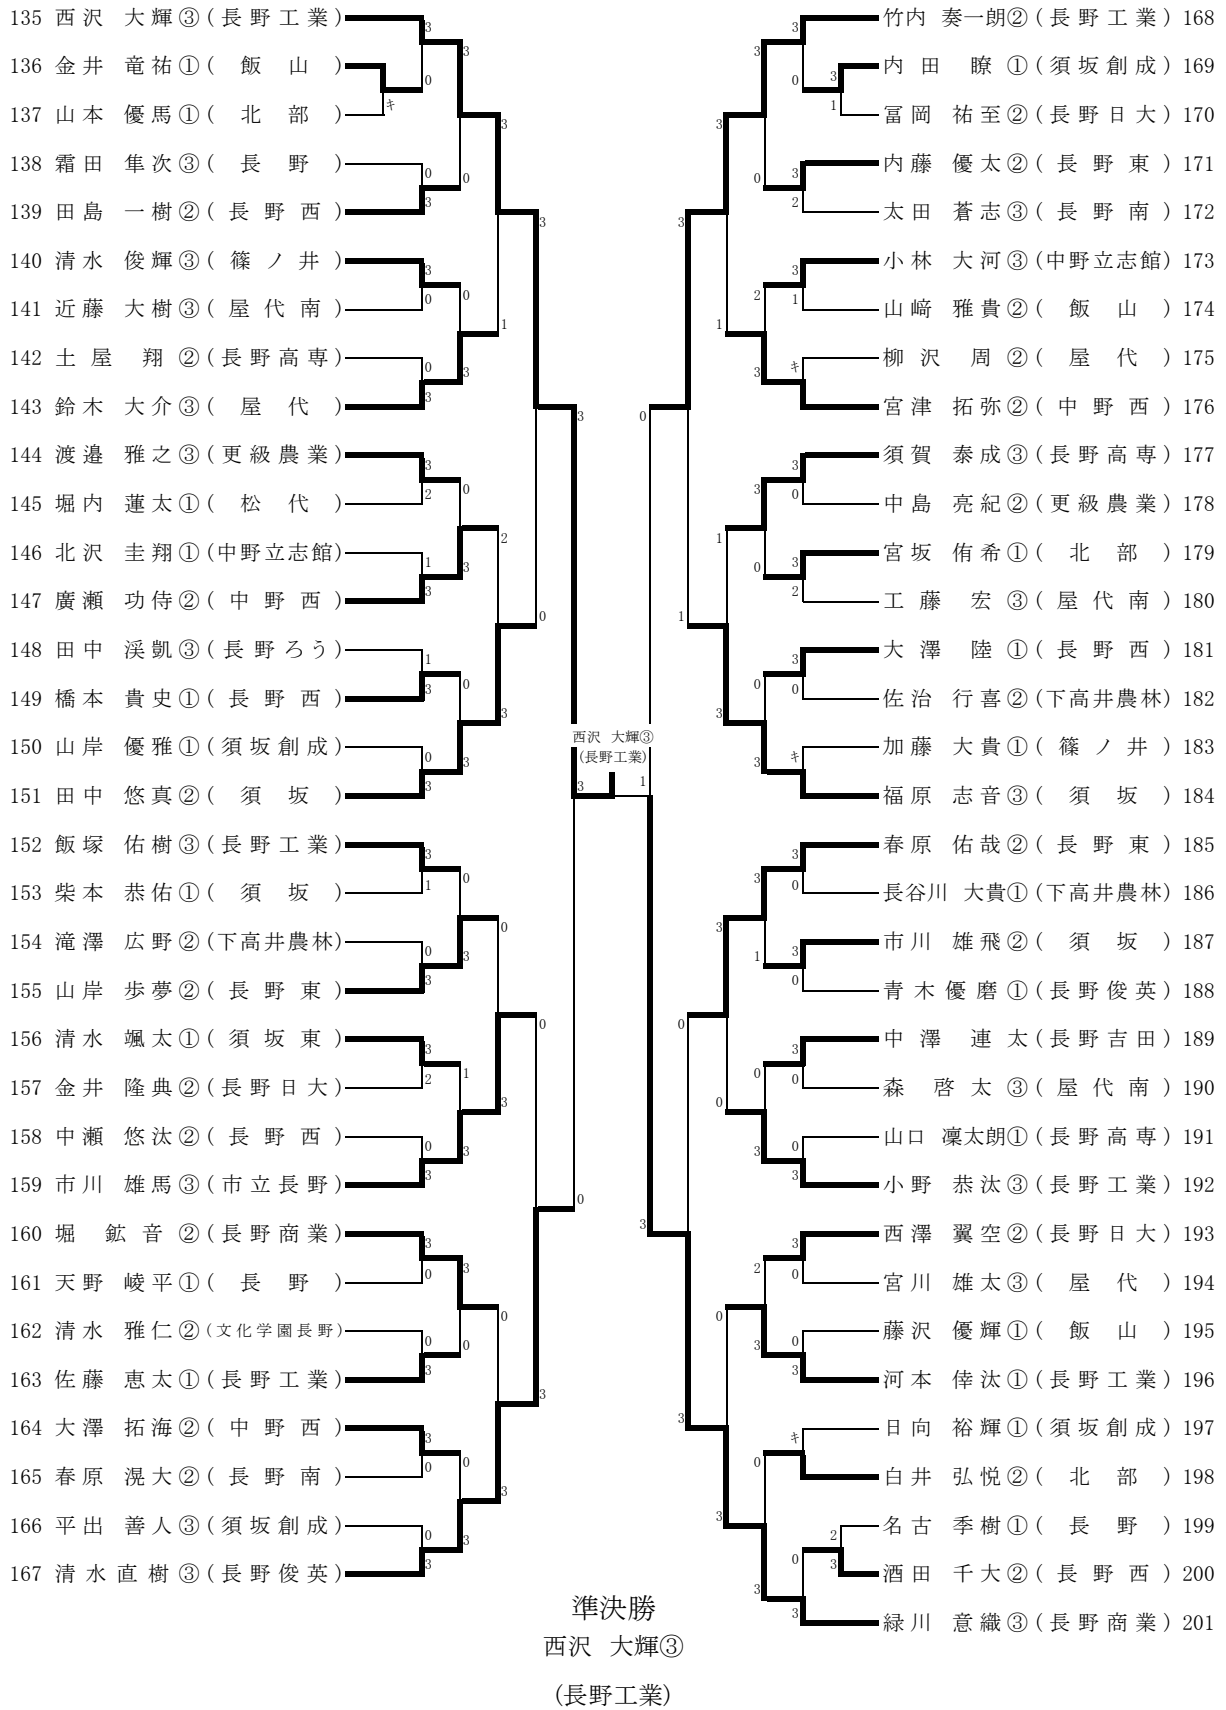 135 西沢 大輝③(長野工業)
136 金井 竜祐①( 飯 山 )
137 山本 優馬①( 北 部 )
138 霜田 隼次③( 長 野 )
139 田島 一樹②( 長 野 西 )
140 清水 俊輝③( 篠 ノ 井 )
141 近藤 大樹③( 屋 代 南 )
142 土屋 翔②(長野高専)
143 鈴木 大介③( 屋 代 )
144 渡邉 雅之③(更級農業)
145 堀内 蓮太①( 松 代 )
146 北沢 圭翔①(中野立志館)
147 廣瀬 功侍②( 中 野 西 )
148 田中 渓凱③(長野ろう)
149 橋本 貴史①( 長 野 西 )
150 山岸 優雅①(須坂創成)
151 田中 悠真②( 須 坂 )
152 飯塚 佑樹③(長野工業)
153 柴本 恭佑①( 須 坂 )
154 滝澤 広野②(下高井農林)
155 山岸 歩夢②( 長 野 東 )
156 清水 颯太①( 須 坂 東 )
157 金井 隆典②(長野日大)
158 中瀬 悠汰②( 長 野 西 )
159 市川 雄馬③(市立長野)
160 堀 鉱音②(長野商業)
161 天野 崚平①( 長 野 )
162 清水 雅仁②(文化学園長野)
163 佐藤 恵太①(長野工業)
164 大澤 拓海②( 中 野 西 )
165 春原 滉大②( 長 野 南 )
166 平出 善人③(須坂創成)
167 清水直樹③(長野俊英)
西沢 大輝③
(長野工業)
竹内 奏一朗②(長野工業) 168
内田 瞭①(須坂創成) 169
冨岡 祐至②(長野日大) 170
内藤 優太②( 長 野 東 ) 171
太田 蒼志③( 長 野 南 ) 172
小林 大河③(中野立志館) 173
山﨑 雅貴②( 飯 山 ) 174
柳沢 周②( 屋 代 ) 175
宮津 拓弥②( 中 野 西 ) 176
須賀 泰成③(長野高専) 177
中島 亮紀②(更級農業) 178
宮坂 侑希①( 北 部 ) 179
工藤 宏③( 屋 代 南 ) 180
大澤 陸①( 長 野 西 ) 181
佐治 行喜②(下高井農林) 182
加藤 大貴①( 篠 ノ 井 ) 183
福原 志音③( 須 坂 ) 184
春原 佑哉②( 長 野 東 ) 185
長谷川 大貴①(下高井農林) 186
市川 雄飛②( 須 坂 ) 187
青木優磨①(長野俊英) 188
中澤 連太(長野吉田) 189
森 啓太③( 屋 代 南 ) 190
山口 凜太朗①(長野高専) 191
小野 恭汰③(長野工業) 192
西澤 翼空②(長野日大) 193
宮川 雄太③( 屋 代 ) 194
藤沢 優輝①( 飯 山 ) 195
河本 倖汰①(長野工業) 196
日向 裕輝①(須坂創成) 197
白井 弘悦②( 北 部 ) 198
名古 季樹①( 長 野 ) 199
酒田 千大②( 長 野 西 ) 200
緑川 意織③(長野商業) 201
準決勝
西沢 大輝③
(長野工業)